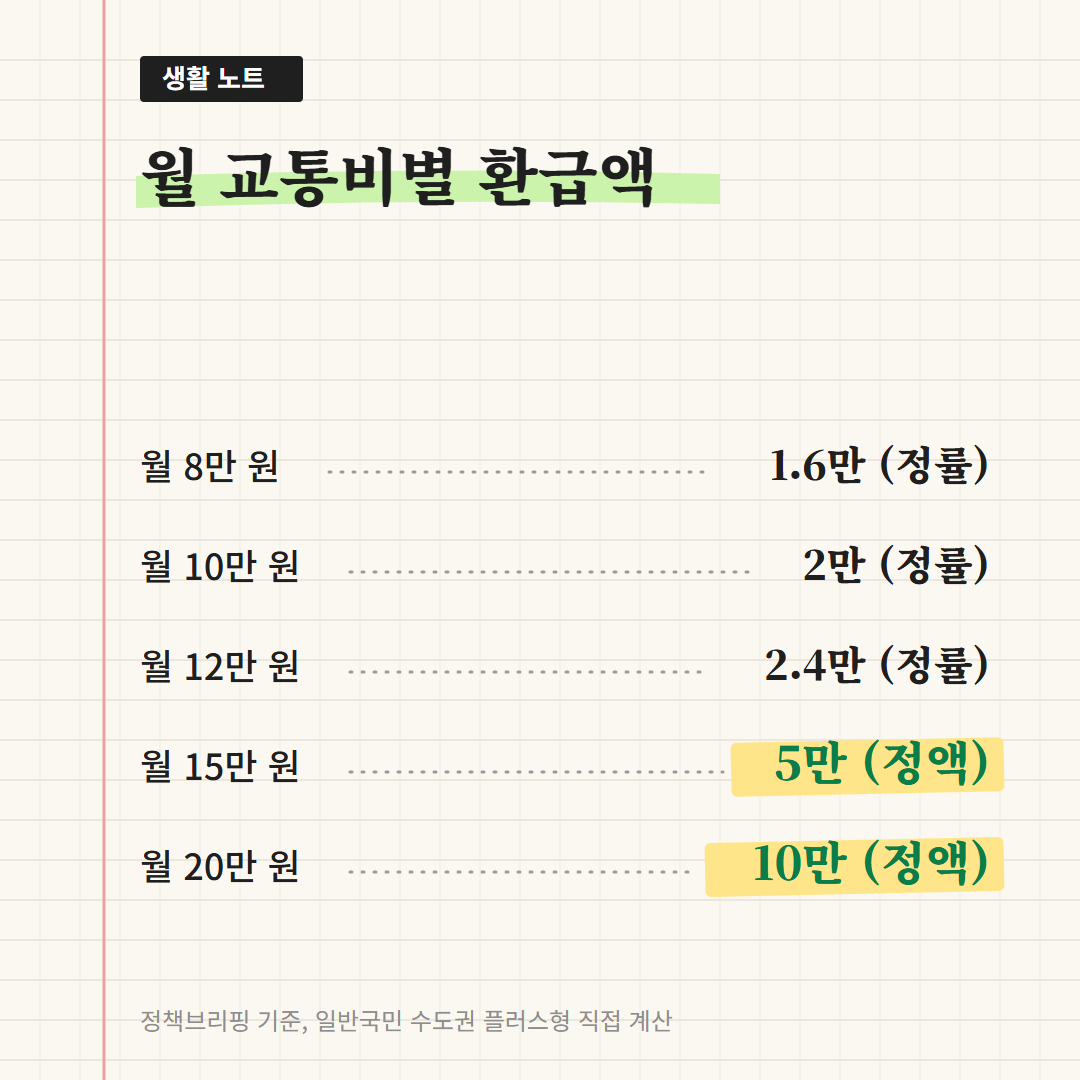 생활 노트
월 교통비별 환급액
월 8만 원 1.6만 (정률)
월 10만 원 2만 (정률)
월 12만 원 2.4만 (정률)
월 15만 원 5만 (정액)
월 20만 원 10만 (정액)
정책브리핑 기준, 일반국민 수도권 플러스형 직접 계산